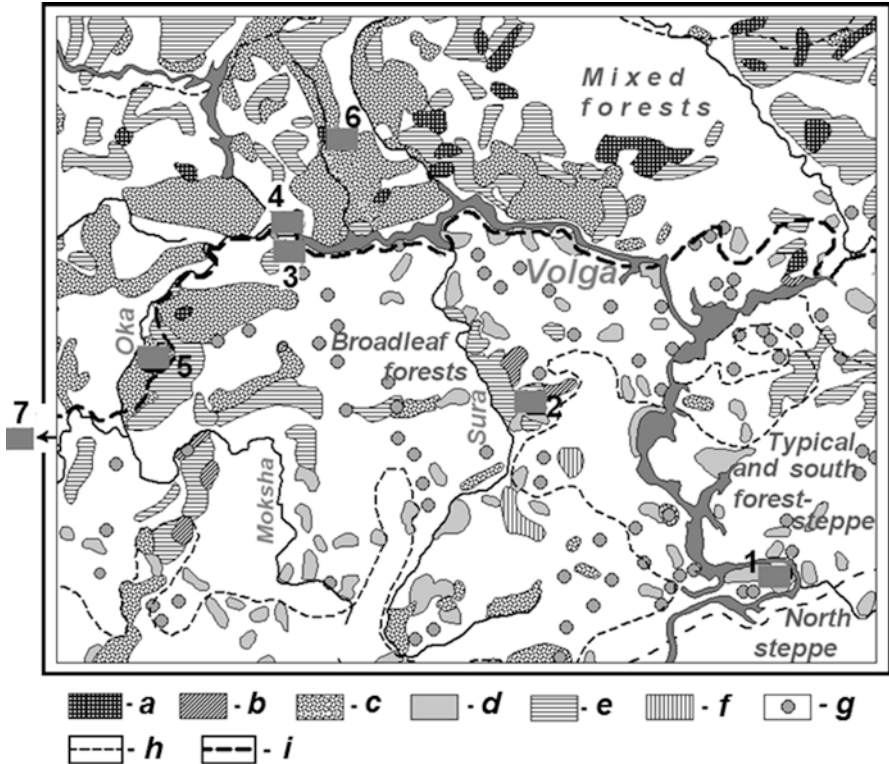 6
Mixed
forests
4
3
Volga
Oka
5
Broadleaf
forests
Sura
2
7
Moksha
Typical
and south
forest-
steppe
1
North
steppe
- a
- b
- c
- d
- e
- f
- g
- h
- i